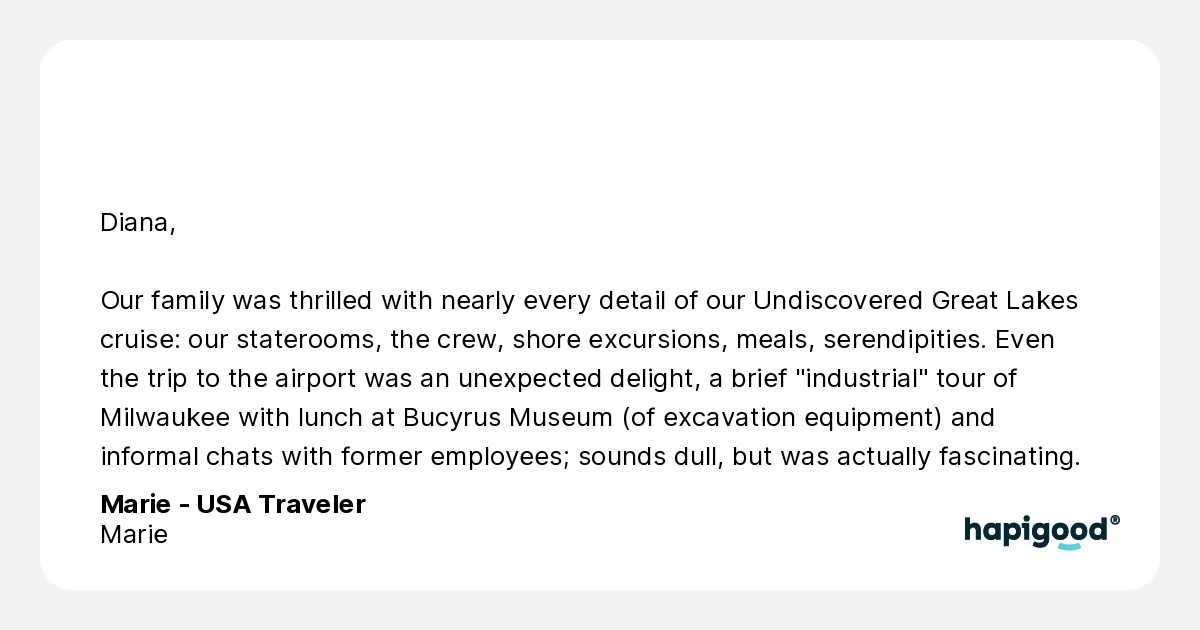 Diana,
Our family was thrilled with nearly every detail of our Undiscovered Great Lakes
cruise: our staterooms, the crew, shore excursions, meals, serendipities. Even
the trip to the airport was an unexpected delight, a brief "industrial" tour of
Milwaukee with lunch at Bucyrus Museum (of excavation equipment) and
informal chats with former employees; sounds dull, but was actually fascinating.
Marie - USA Traveler
Marie
hapigood®